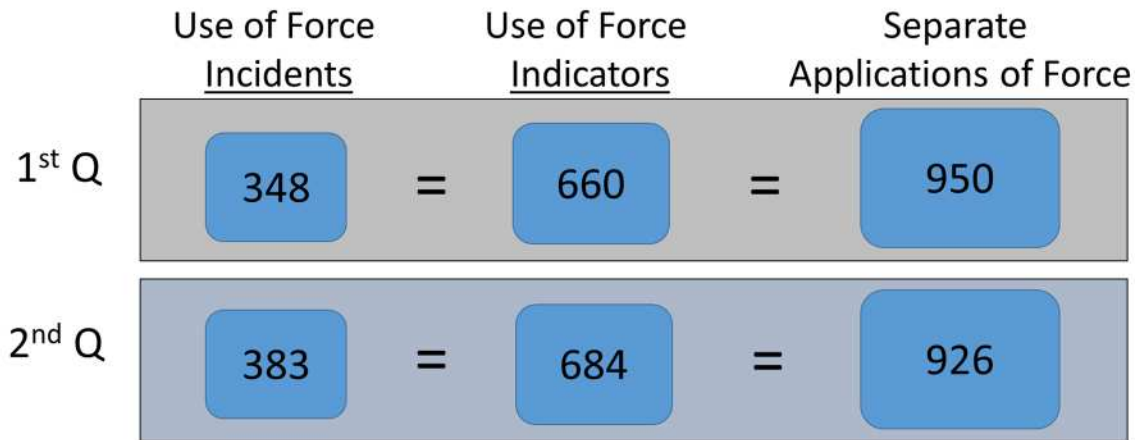 Use of Force Use of Force Separate
Incidents Indicators Applications of Force
1st Q 348 = 660 = 950
2nd Q 383 = 684 = 926